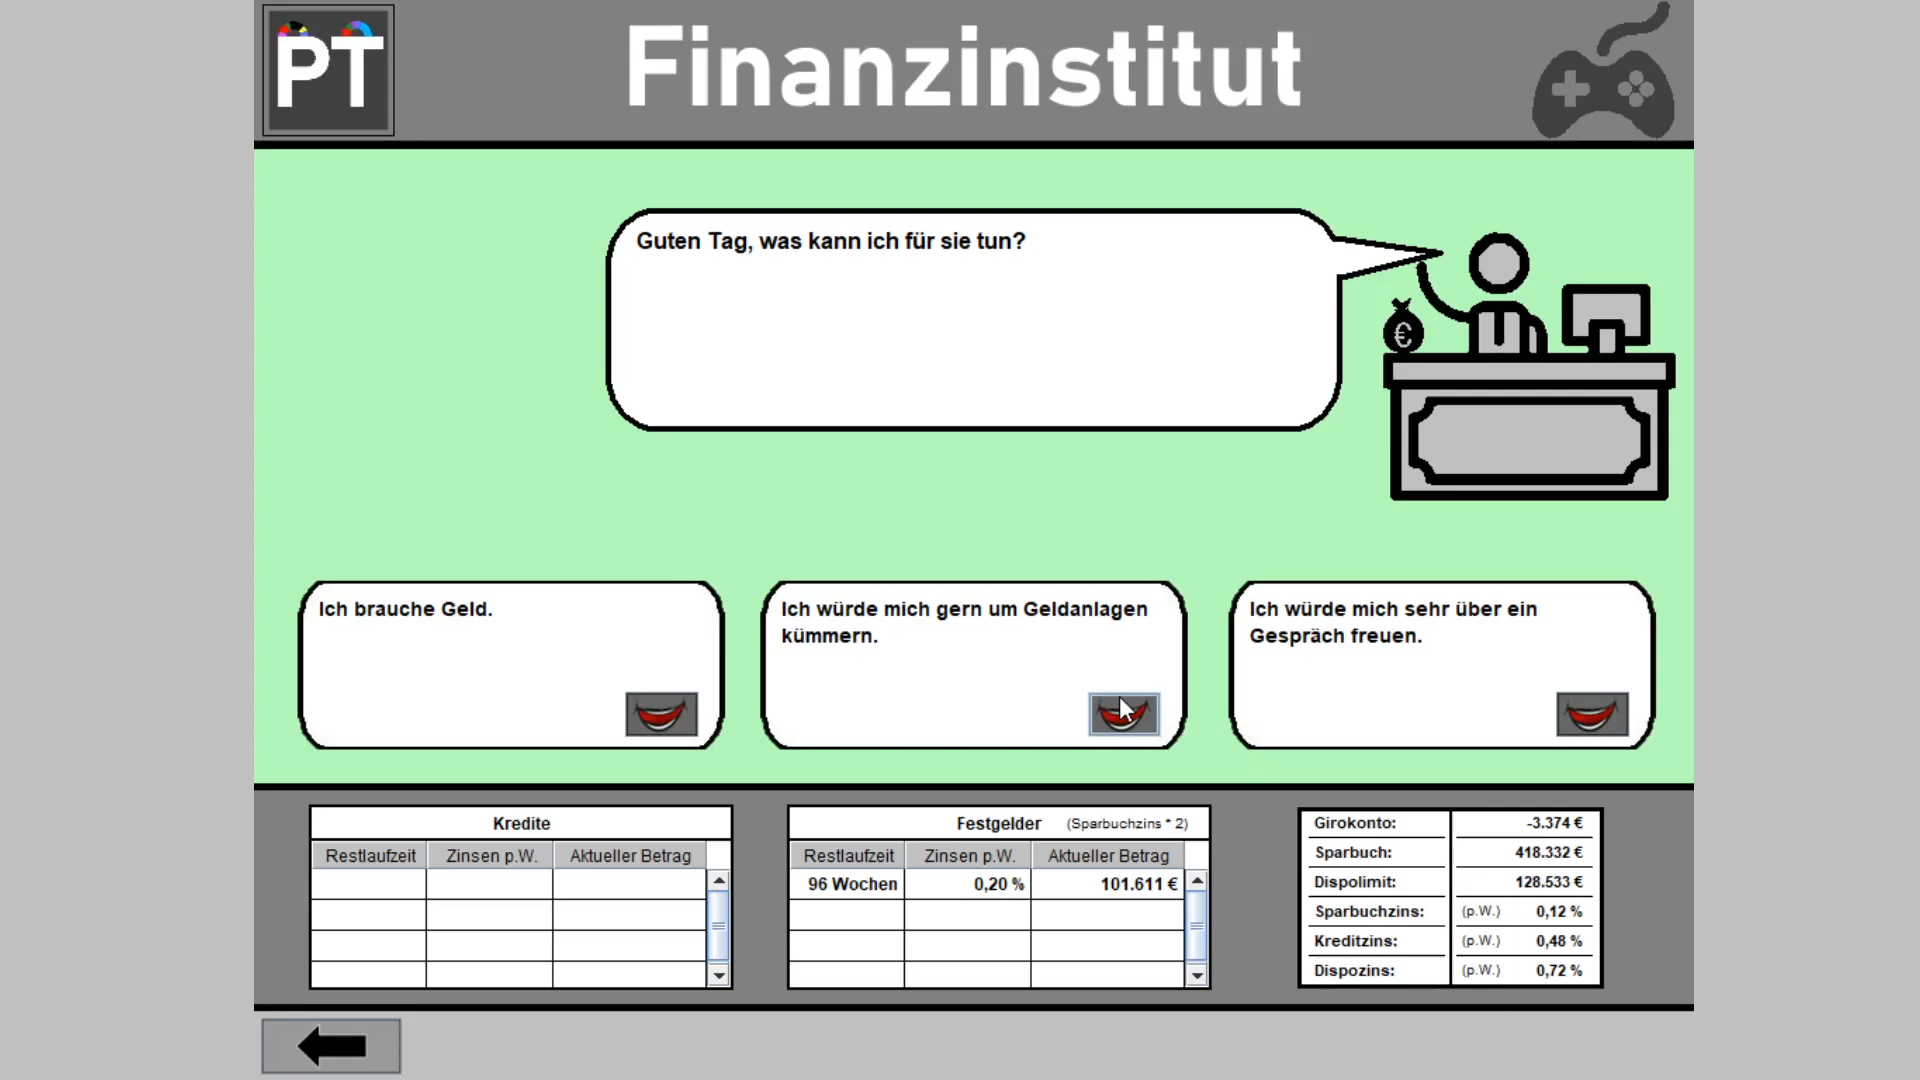 PT
Finanzinstitut
Guten Tag, was kann ich für sie tun?
€
Ich brauche Geld.
Ich würde mich gern um Geldanlagen
kümmern.
Ich würde mich sehr über ein
Gespräch freuen.
Kredite
Restlaufzeit Zinsen p.W. Aktueller Betrag
Festgelder (Sparbuchzins * 2)
Restlaufzeit Zinsen p.W. Aktueller Betrag
96 Wochen 0,20 % 101.611 €
Girokonto: -3.374 €
Sparbuch: 418.332 €
Dispolimit: 128.533 €
Sparbuchzins: (p.W.) 0,12 %
Kreditzins: (p.W.) 0,48 %
Dispozins: (p.W.) 0,72 %